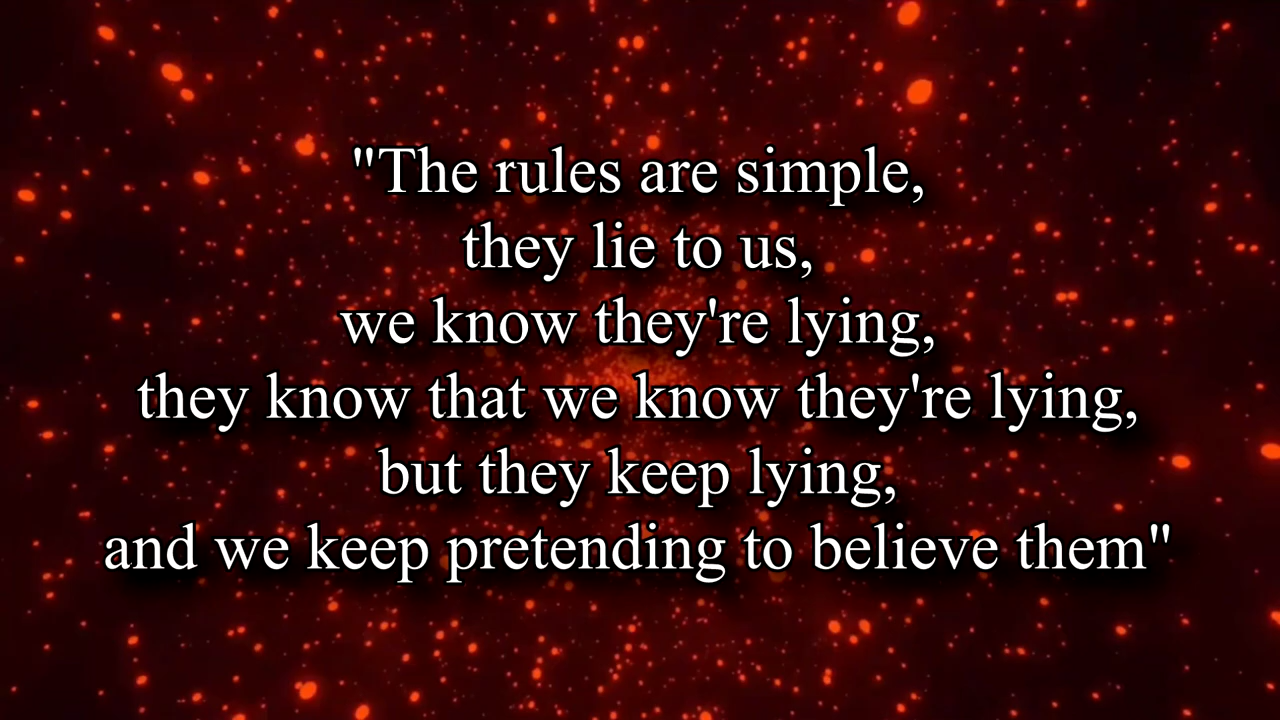 "The rules are simple,
they lie to us,
we know they're lying,
they know that we know they're lying,
but they keep lying,
and we keep pretending to believe them"